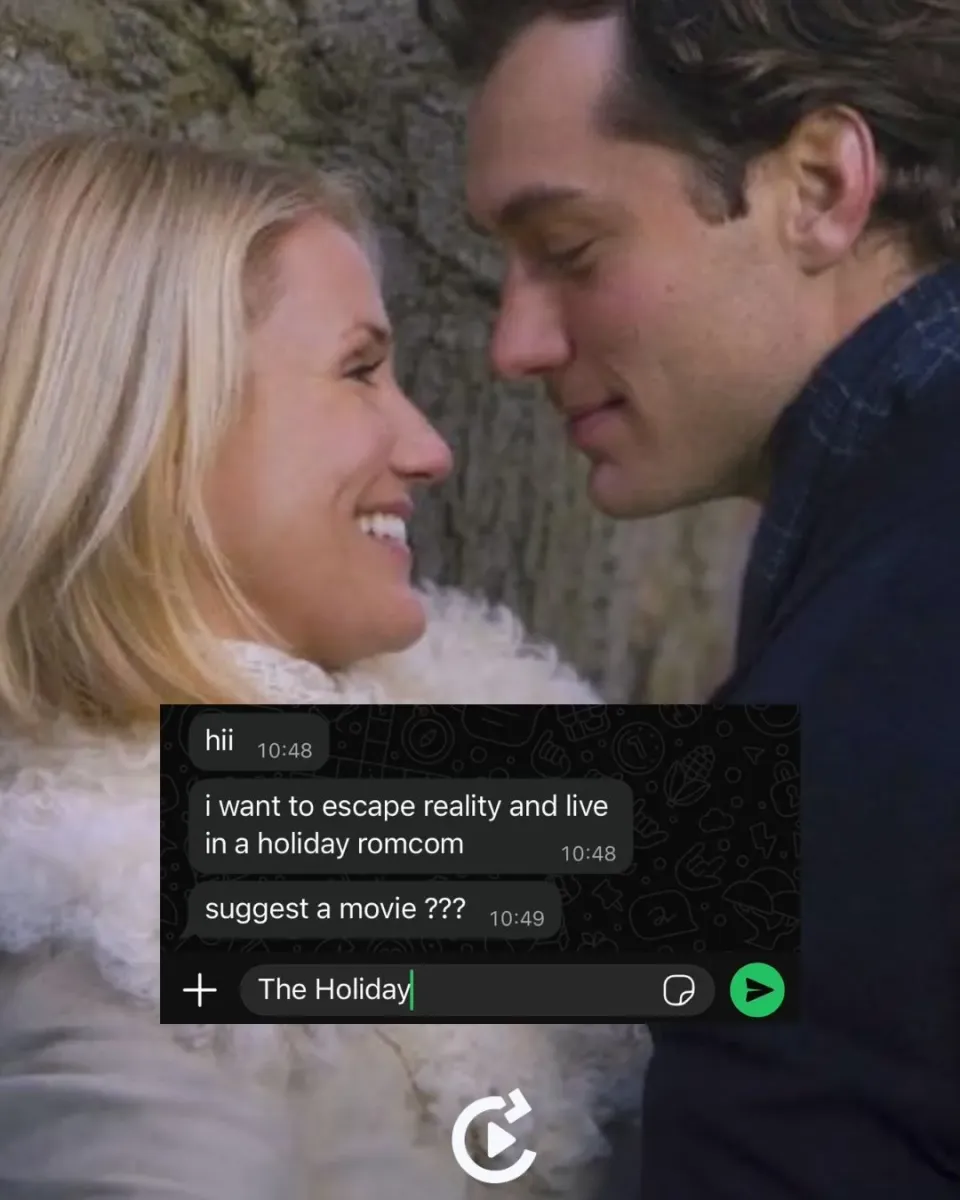 hii 10:48
i want to escape reality and live
in a holiday romcom 10:48
suggest a movie ??? 10:49
The Holiday